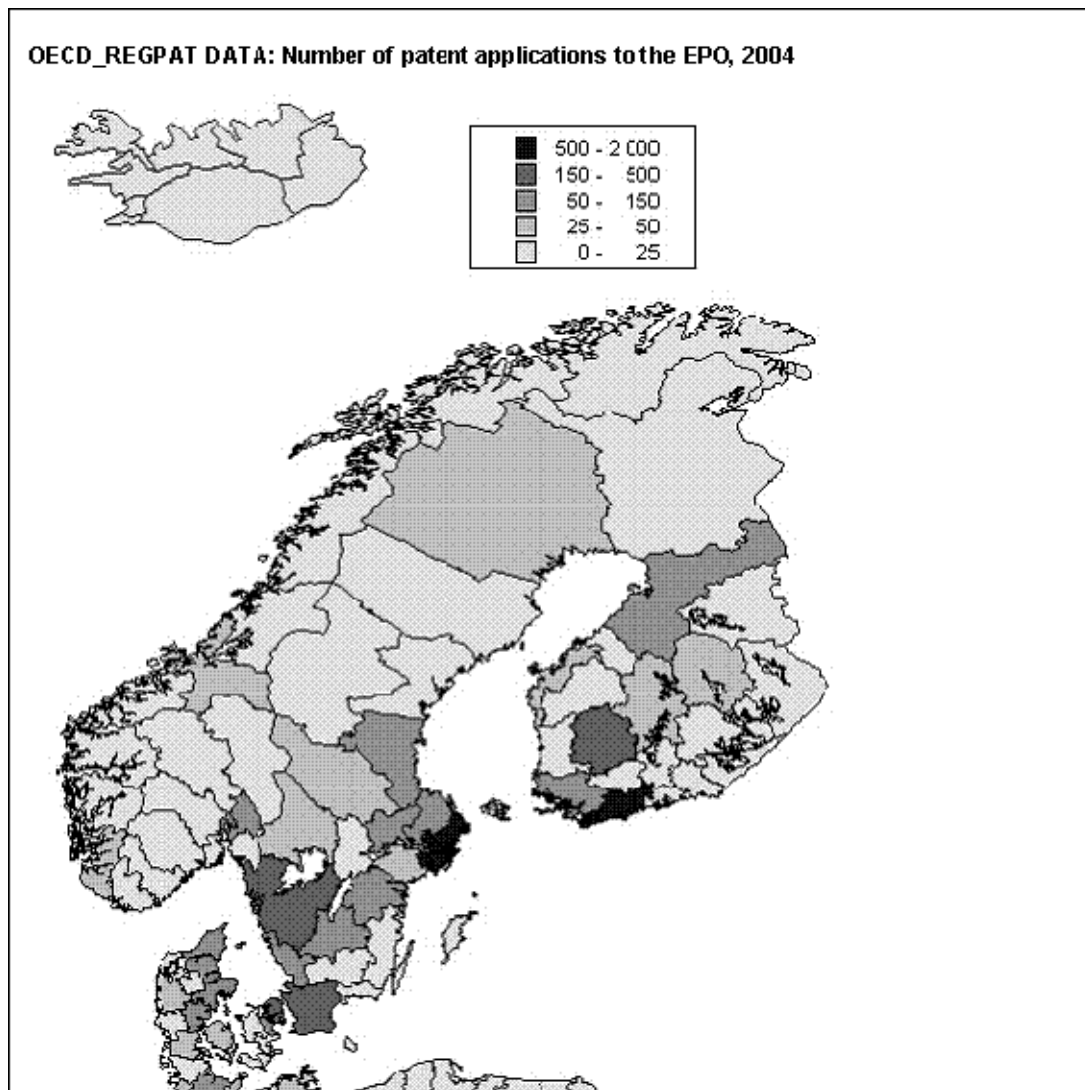 OECD_REGPAT DATA: Number of patent applications to the EPO, 2004
500 - 2 000
150 - 500
50 - 150
25 - 50
0 - 25